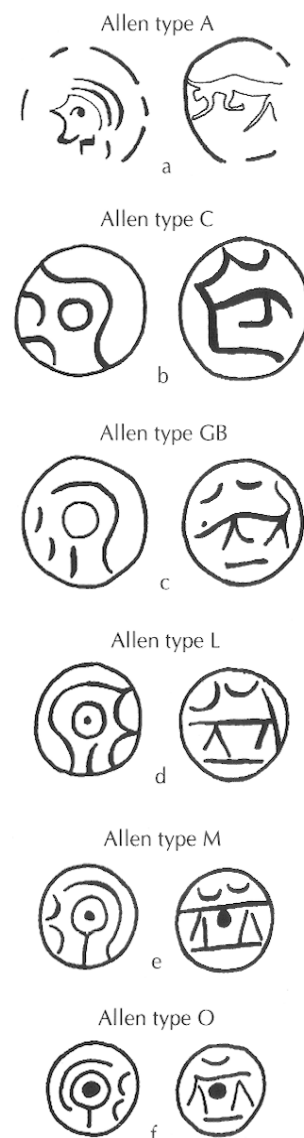 Allen type A
a
Allen type C
b
Allen type GB
c
Allen type L
d
Allen type M
e
Allen type O
f